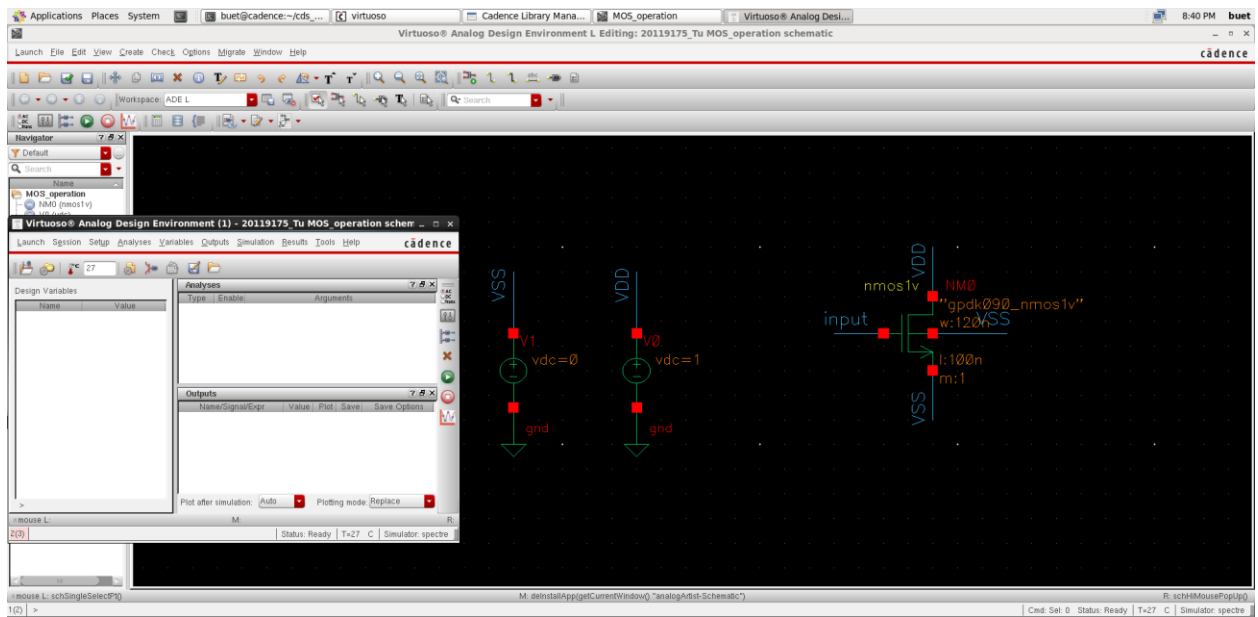 Applications Places System buet@cadence:~/cds_... virtuoso Cadence Library Mana... MOS_operation Virtuoso® Analog Desi... 8:40 PM buet
Virtuoso® Analog Design Environment L Editing: 20119175_Tu MOS_operation schematic
Launch File Edit View Create Check Options Migrate Window Help cādence
Workspace: ADE L Search
Navigator
Default
Search
Name
MOS_operation
NM0 (nmos1v)
V0 (vdc)
Virtuoso® Analog Design Environment (1) - 20119175_Tu MOS_operation schem
Launch Session Setup Analyses Variables Outputs Simulation Results Tools Help cādence
27
Design Variables
Name Value
Analyses
Type Enable Arguments
Outputs
Name/Signal/Expr Value Plot Save Save Options
Plot after simulation: Auto Plotting mode: Replace
>
mouse L: M: R:
2(3) Status: Ready T=27 C Simulator: spectre
VSS
V1
vdc=0
gnd
VDD
V0
vdc=1
gnd
VDD
nmos1v NM0
"gpdk090_nmos1v"
input w:120n VSS
l:100n
m:1
VSS
mouse L: schSingleSelectPt() M: deInstallApp(getCurrentWindow() "analogArtist-Schematic") R: schHiMousePopUp()
1(2) > Cmd: Sel: 0 Status: Ready T=27 C Simulator: spectre